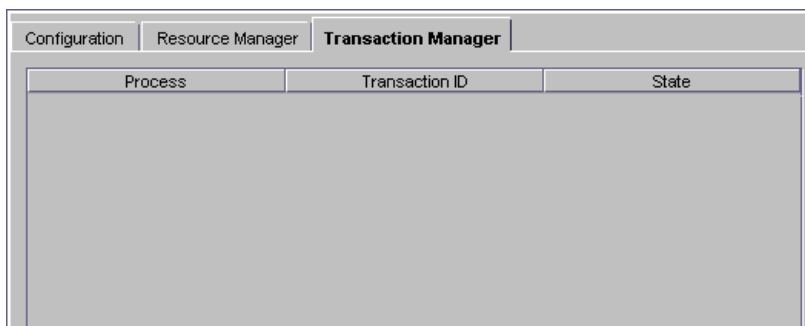 Configuration Resource Manager Transaction Manager
Process Transaction ID State